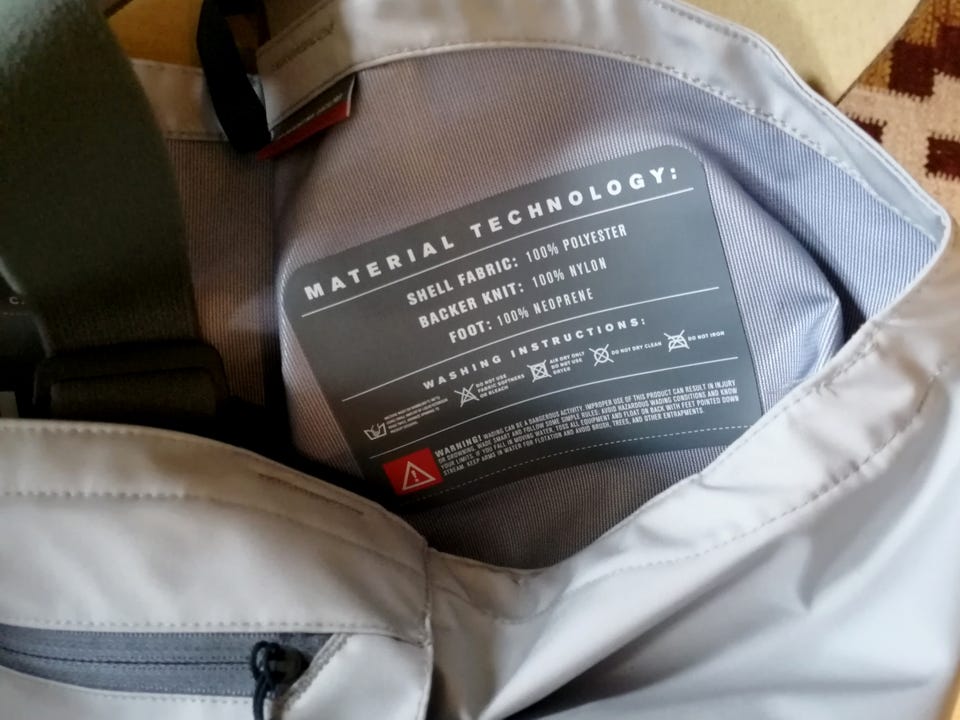 MATERIAL TECHNOLOGY:
SHELL FABRIC: 100% POLYESTER
BACKER KNIT: 100% NYLON
FOOT: 100% NEOPRENE
WASHING INSTRUCTIONS:
DO NOT USE
FABRIC SOFTNERS
OR BLEACH
AIR DRY ONLY
DO NOT USE
DRYER
DO NOT DRY CLEAN
DO NOT IRON
WARNING! WADING CAN BE A DANGEROUS ACTIVITY. IMPROPER USE OF THIS PRODUCT CAN RESULT IN INJURY
OR DROWNING. WADE SMART AND FOLLOW SOME SIMPLE RULES: AVOID HAZARDOUS WADING CONDITIONS AND KNOW
YOUR LIMITS. IF YOU FALL IN MOVING WATER, TOSS ALL EQUIPMENT AND FLOAT ON BACK WITH FEET POINTED DOWN
STREAM. KEEP ARMS IN WATER FOR FLOTATION AND AVOID BRUSH, TREES, AND OTHER ENTRAPMENTS.